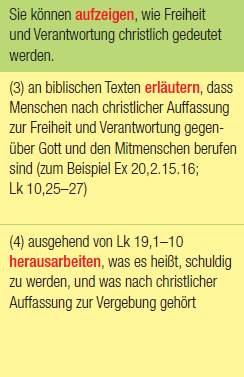 Sie können aufzeigen, wie Freiheit
und Verantwortung christlich gedeutet
werden.
(3) an biblischen Texten erläutern, dass
Menschen nach christlicher Auffassung
zur Freiheit und Verantwortung gegen-
über Gott und den Mitmenschen berufen
sind (zum Beispiel Ex 20,2.15.16;
Lk 10,25–27)
(4) ausgehend von Lk 19,1–10
herausarbeiten, was es heißt, schuldig
zu werden, und was nach christlicher
Auffassung zur Vergebung gehört